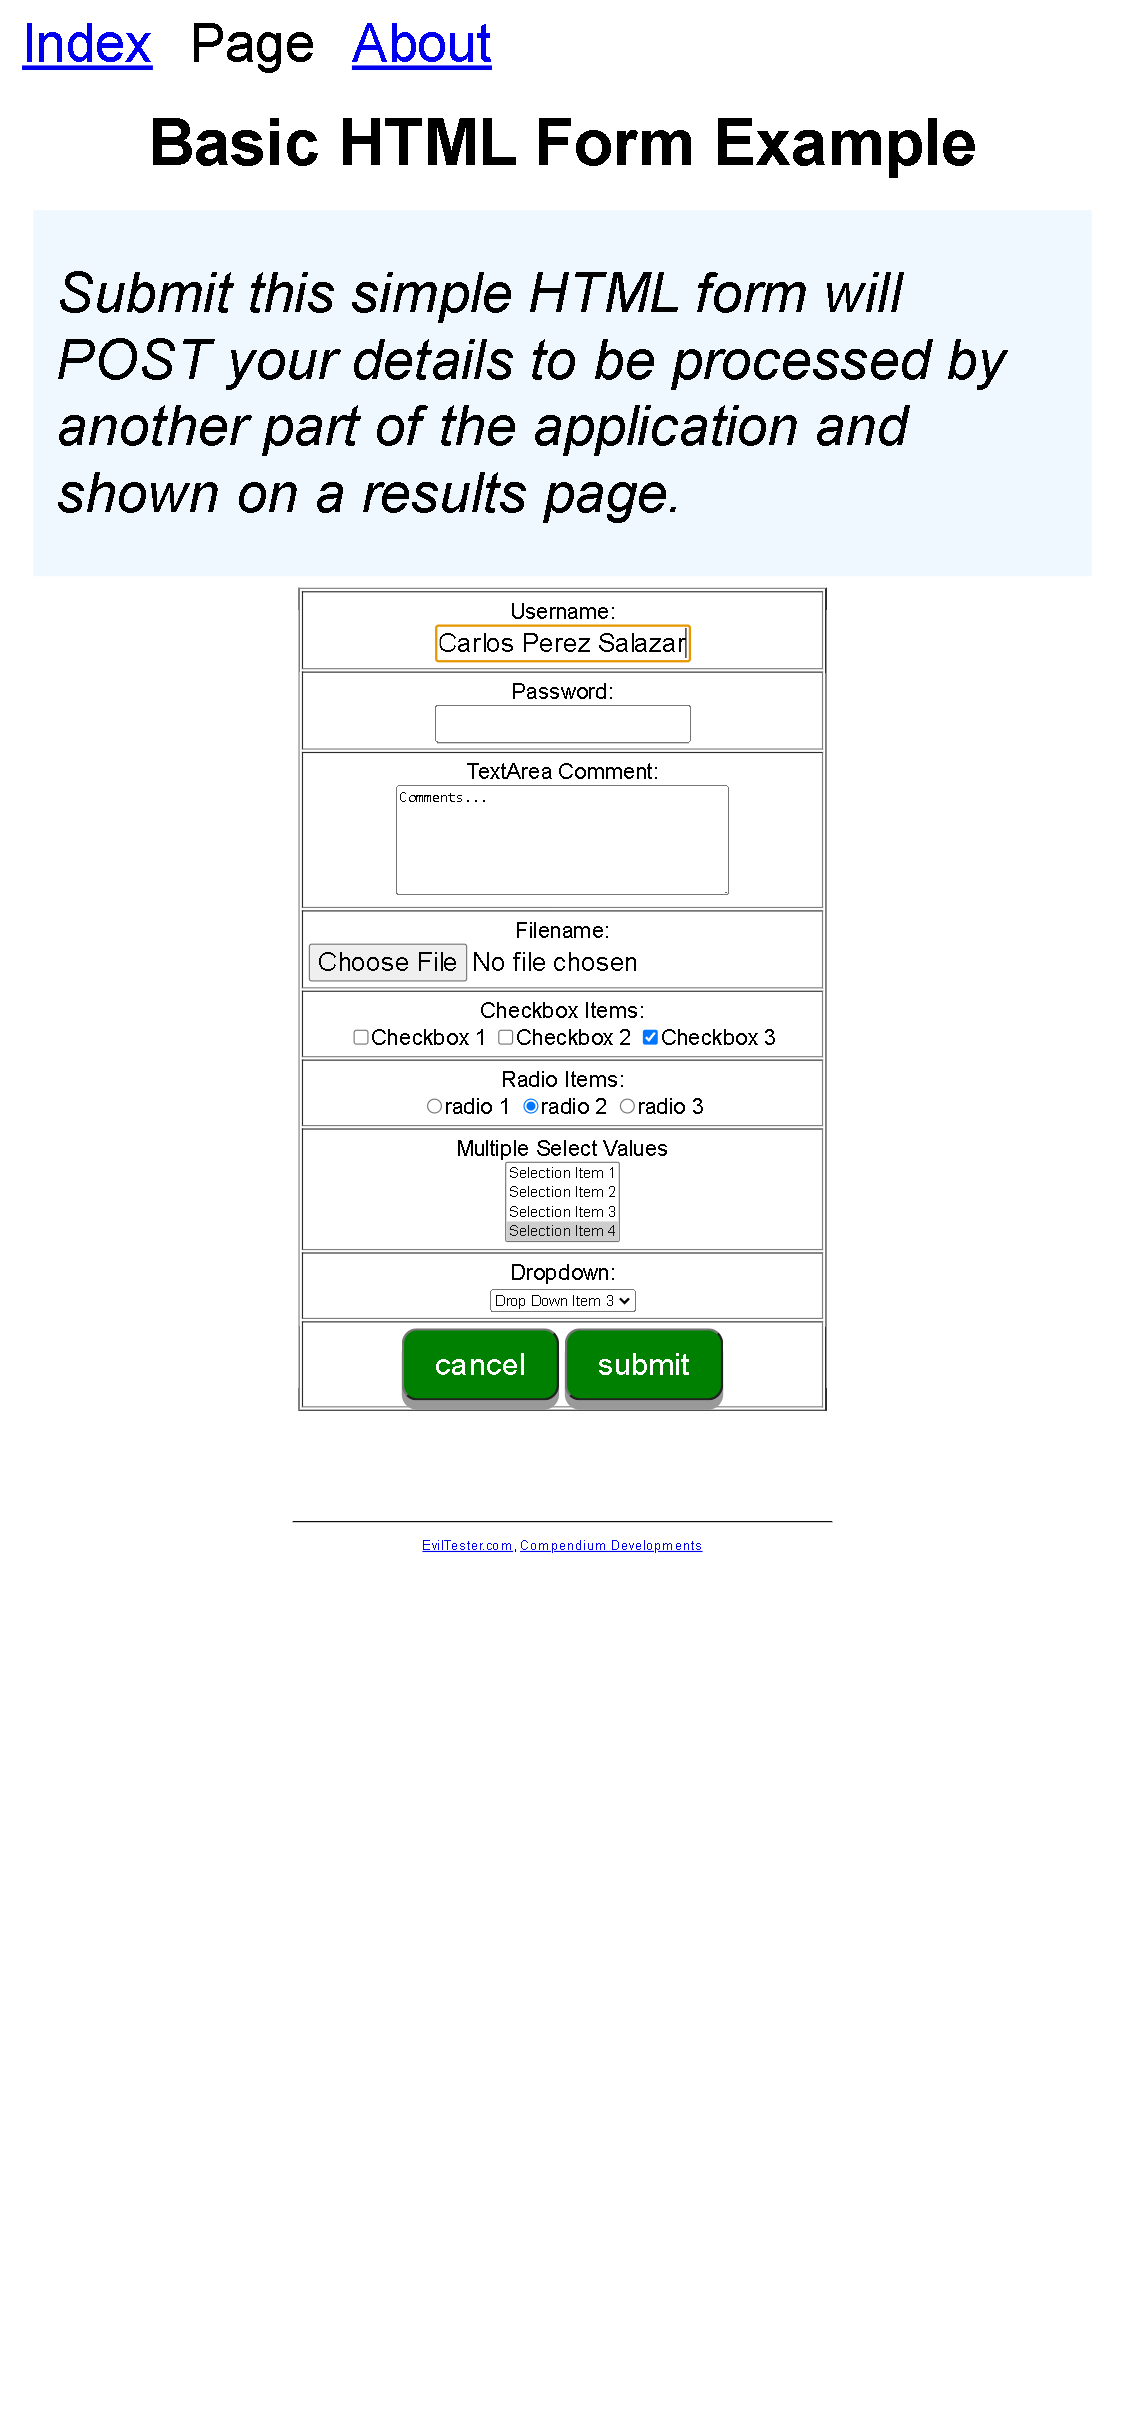 Index Page About
Basic HTML Form Example
Submit this simple HTML form will
POST your details to be processed by
another part of the application and
shown on a results page.
Username:
Carlos Perez Salazar
Password:
TextArea Comment:
Comments...
Filename:
Choose File No file chosen
Checkbox Items:
Checkbox 1 Checkbox 2 Checkbox 3
Radio Items:
radio 1 radio 2 radio 3
Multiple Select Values
Selection Item 1
Selection Item 2
Selection Item 3
Selection Item 4
Dropdown:
Drop Down Item 3
cancel submit
EvilTester.com, Compendium Developments